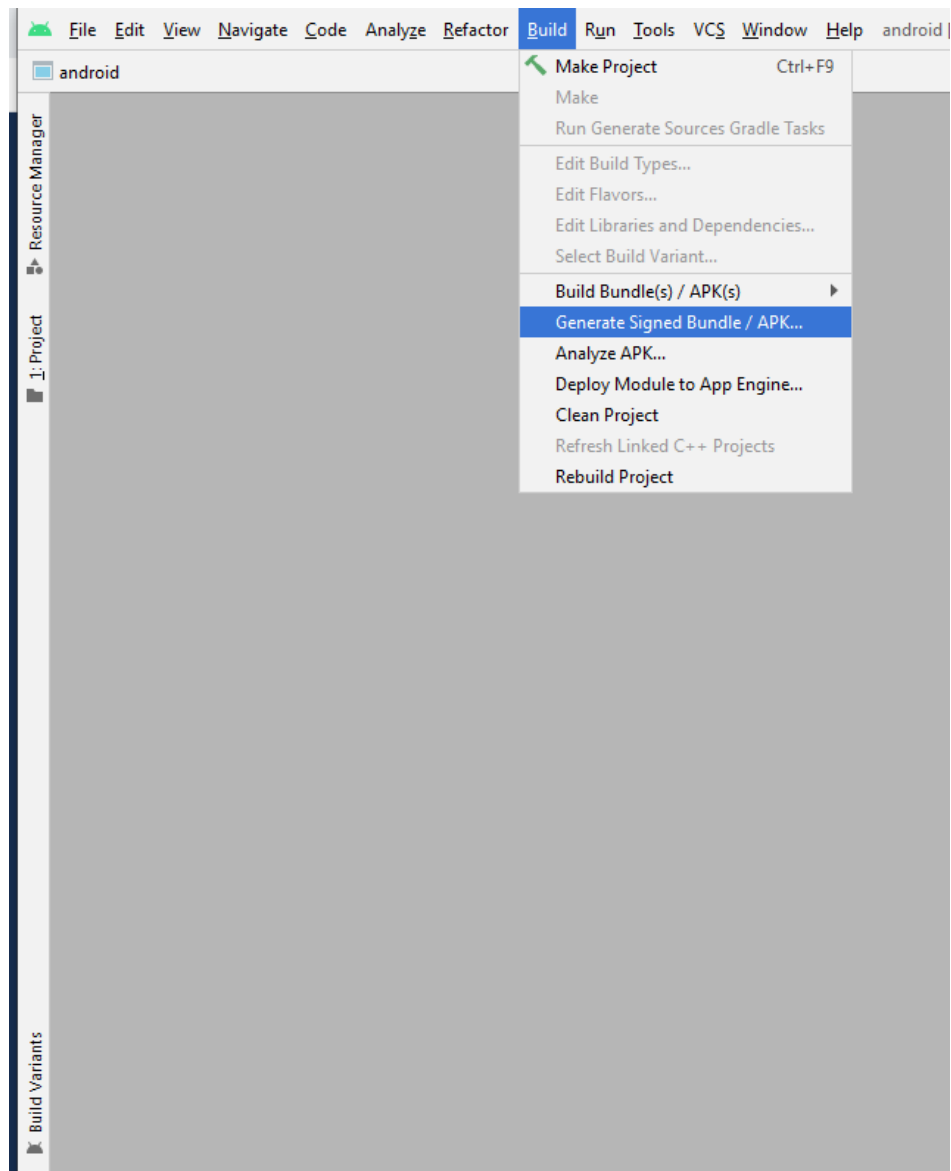 File Edit View Navigate Code Analyze Refactor Build Run Tools VCS Window Help android [
android
Make Project Ctrl+F9
Make
Run Generate Sources Gradle Tasks
Edit Build Types...
Edit Flavors...
Edit Libraries and Dependencies...
Select Build Variant...
Build Bundle(s) / APK(s)
Generate Signed Bundle / APK...
Analyze APK...
Deploy Module to App Engine...
Clean Project
Refresh Linked C++ Projects
Rebuild Project
Resource Manager
1: Project
Build Variants